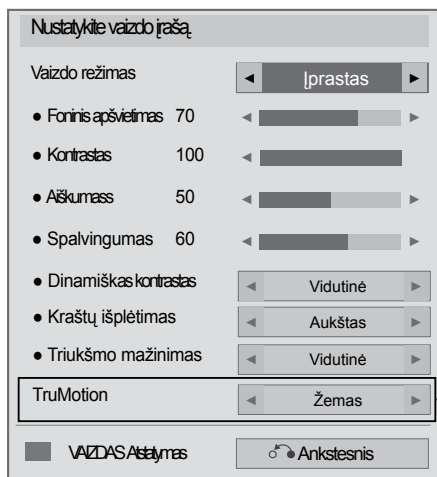 Nustatykite vaizdo įrašą.
Vaizdo režimas ◄ Įprastas ►
● Foninis apšvietimas 70 ◄ ►
● Kontrastas 100 ◄
● Aiškumass 50 ◄ ►
● Spalvingumas 60 ◄ ►
● Dinamiškas kontrastas ◄ Vidutinė ►
● Kraštų išplėtimas ◄ Aukštas ►
● Triukšmo mažinimas ◄ Vidutinė ►
TruMotion ◄ Žemas ►
VAIZDAS Atstatymas Ankstesnis